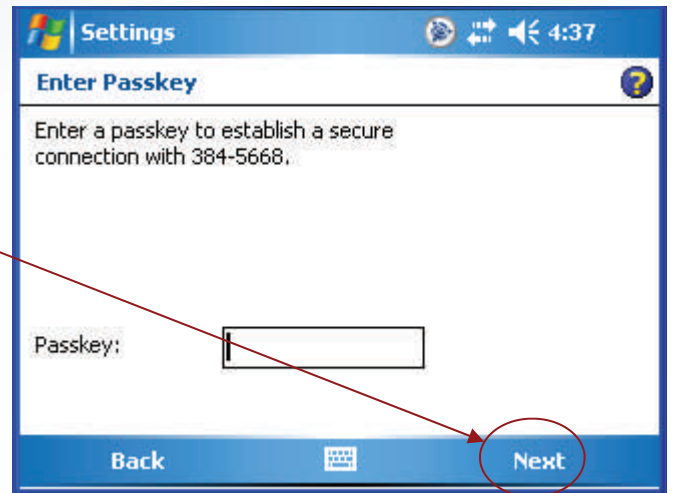 Settings 4:37
Enter Passkey
Enter a passkey to establish a secure
connection with 384-5668.
Passkey:
Back Next